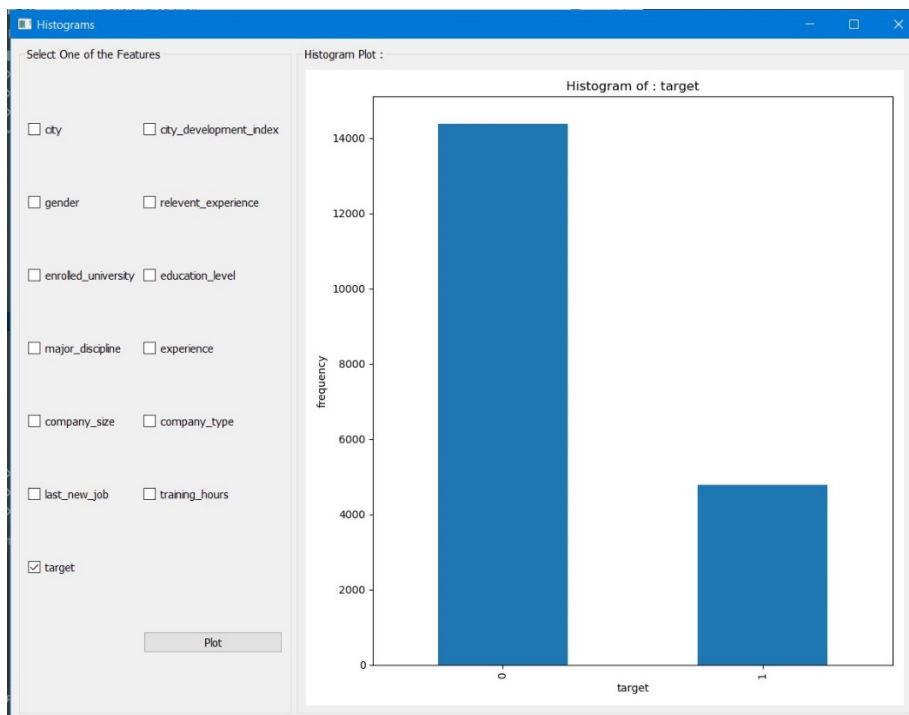 Histograms
Select One of the Features
city
city_development_index
gender
relevent_experience
enrolled_university
education_level
major_discipline
experience
company_size
company_type
last_new_job
training_hours
target
Plot
Histogram Plot :
Histogram of : target
14000
12000
10000
8000
6000
4000
2000
0
frequency
0
1
target